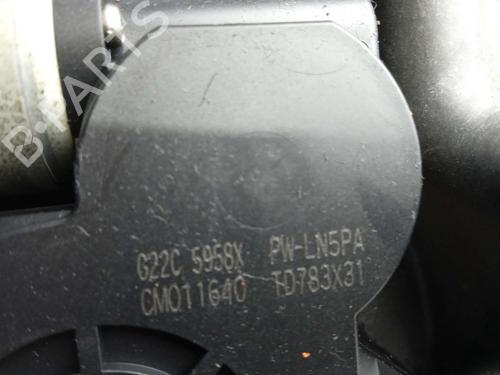 B-PARTS
G22C 5958X PW-LN5PA
CM011640 TD783X31